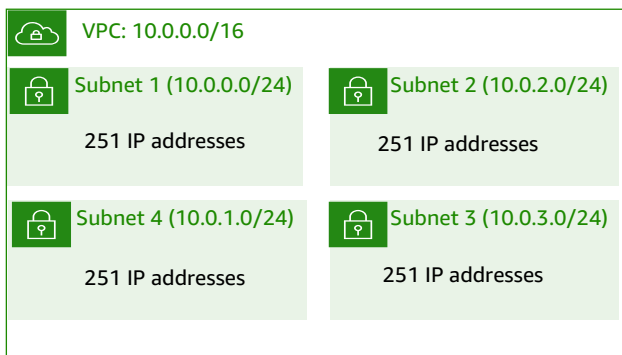 VPC: 10.0.0.0/16
Subnet 1 (10.0.0.0/24)
251 IP addresses
Subnet 2 (10.0.2.0/24)
251 IP addresses
Subnet 4 (10.0.1.0/24)
251 IP addresses
Subnet 3 (10.0.3.0/24)
251 IP addresses